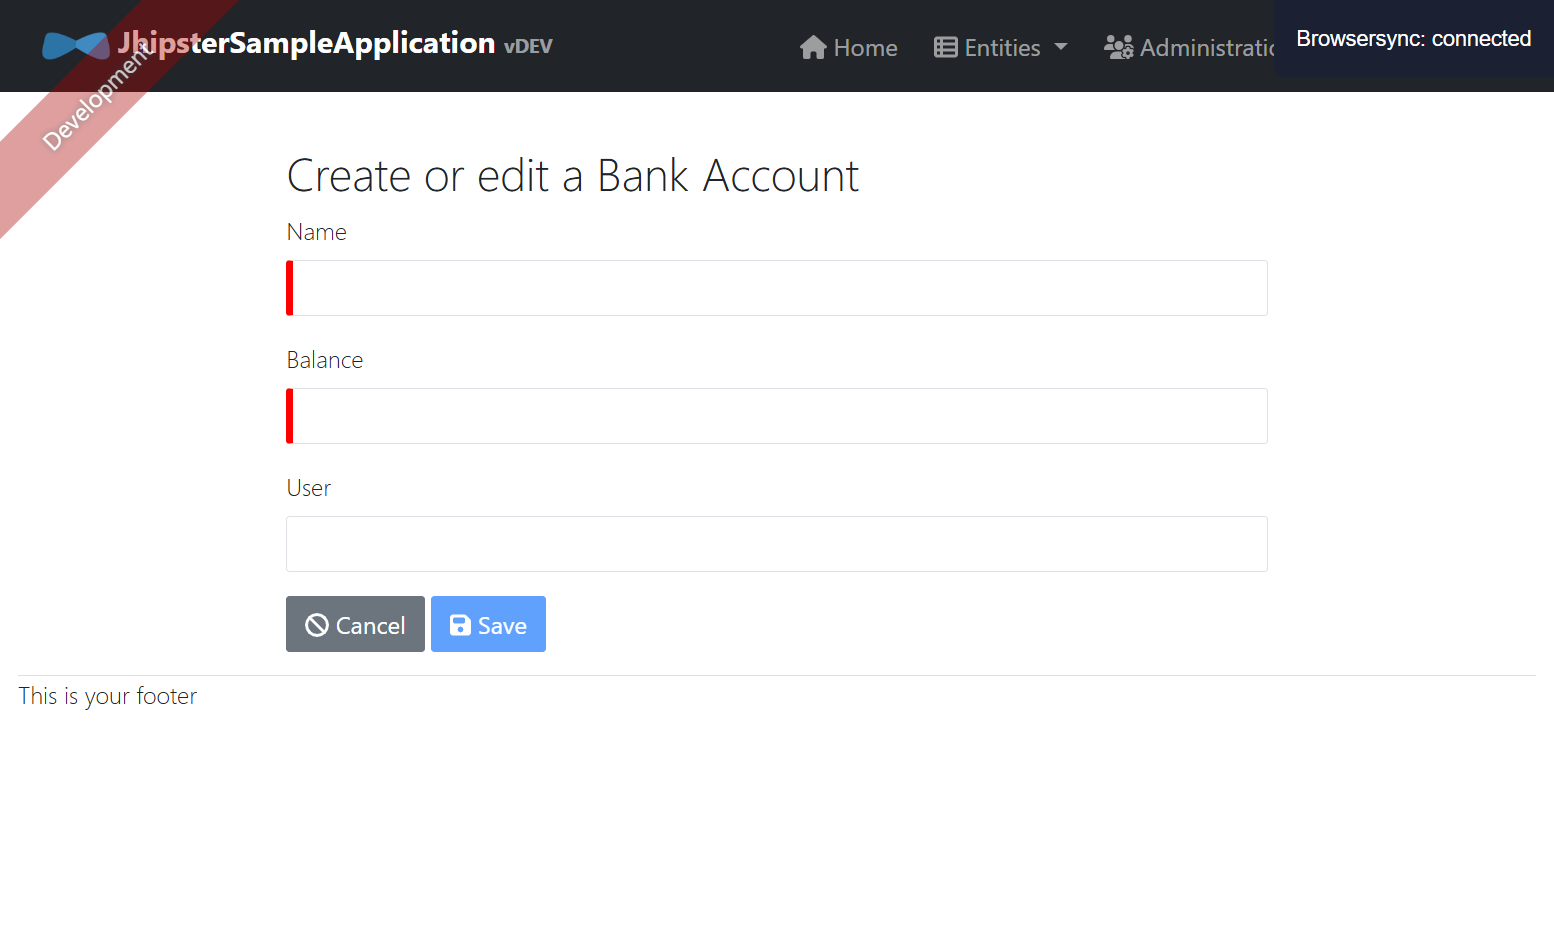 JhipsterSampleApplication vDEV
Home
Entities
Browsersync: connected
Development
Create or edit a Bank Account
Name
Balance
User
Cancel
Save
This is your footer